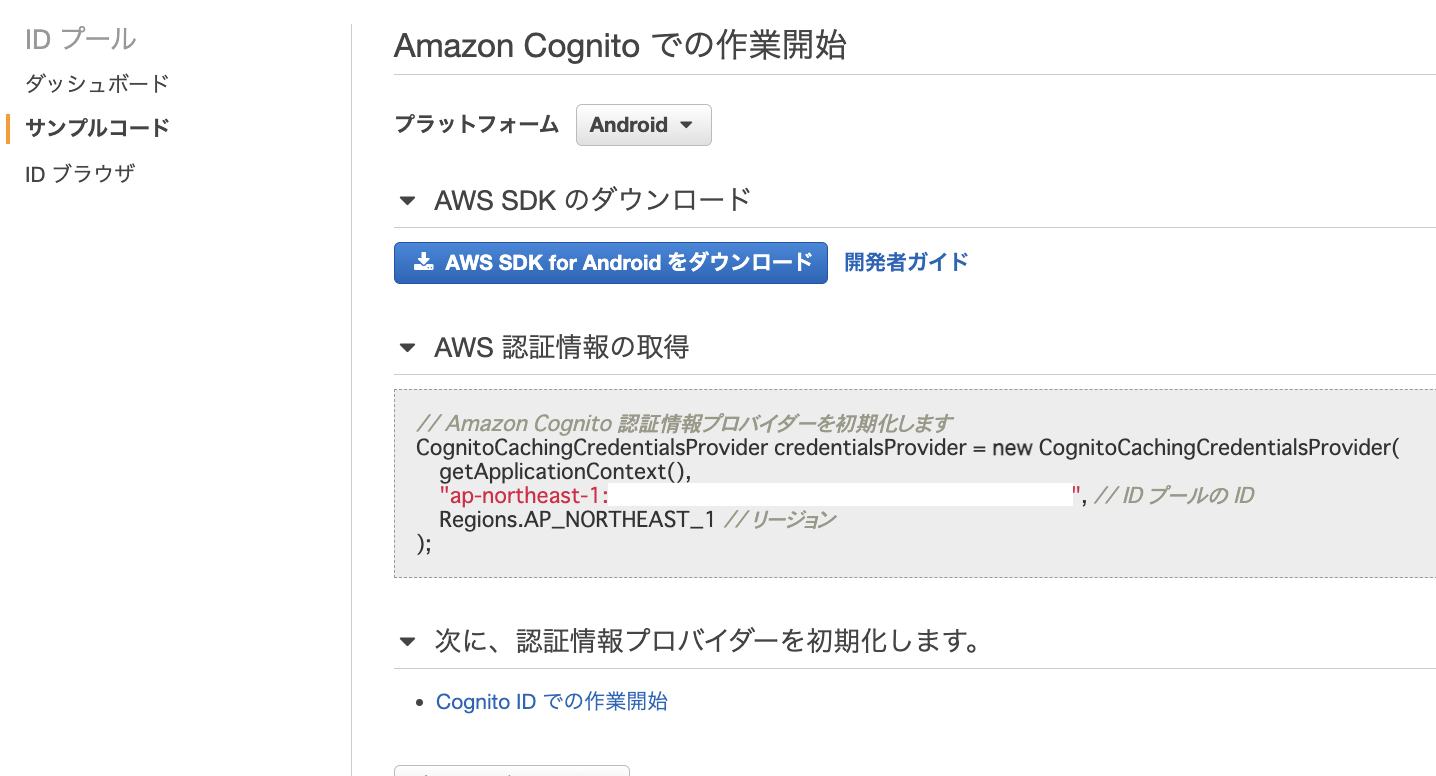 ID プール
ダッシュボード
サンプルコード
ID ブラウザ
Amazon Cognito での作業開始
プラットフォーム Android
AWS SDK のダウンロード
AWS SDK for Android をダウンロード 開発者ガイド
AWS 認証情報の取得
// Amazon Cognito 認証情報プロバイダーを初期化します
CognitoCachingCredentialsProvider credentialsProvider = new CognitoCachingCredentialsProvider(
getApplicationContext(),
"ap-northeast-1: ", // ID プールの ID
Regions.AP_NORTHEAST_1 // リージョン
);
次に、認証情報プロバイダーを初期化します。
Cognito ID での作業開始